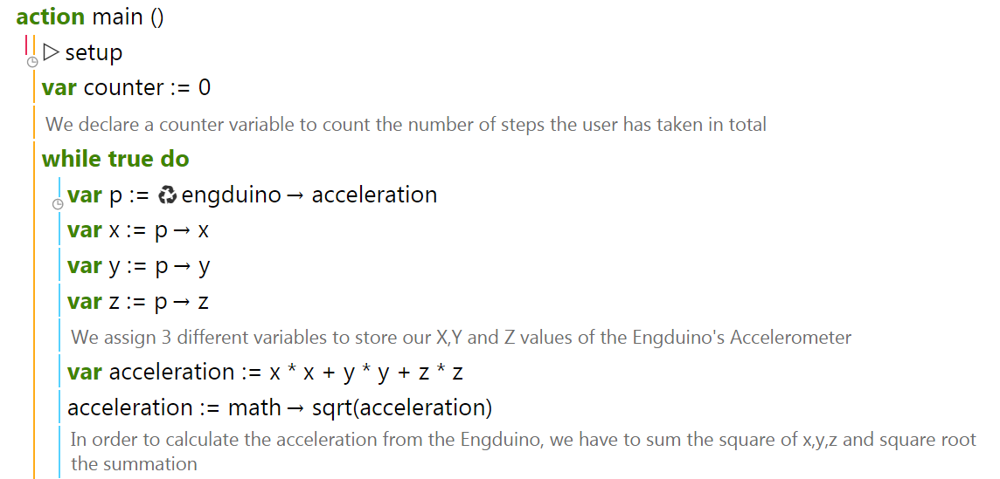 action main ()
▷ setup
var counter := 0
We declare a counter variable to count the number of steps the user has taken in total
while true do
var p := ♻ engduino → acceleration
var x := p → x
var y := p → y
var z := p → z
We assign 3 different variables to store our X,Y and Z values of the Engduino's Accelerometer
var acceleration := x * x + y * y + z * z
acceleration := math → sqrt(acceleration)
In order to calculate the acceleration from the Engduino, we have to sum the square of x,y,z and square root
the summation